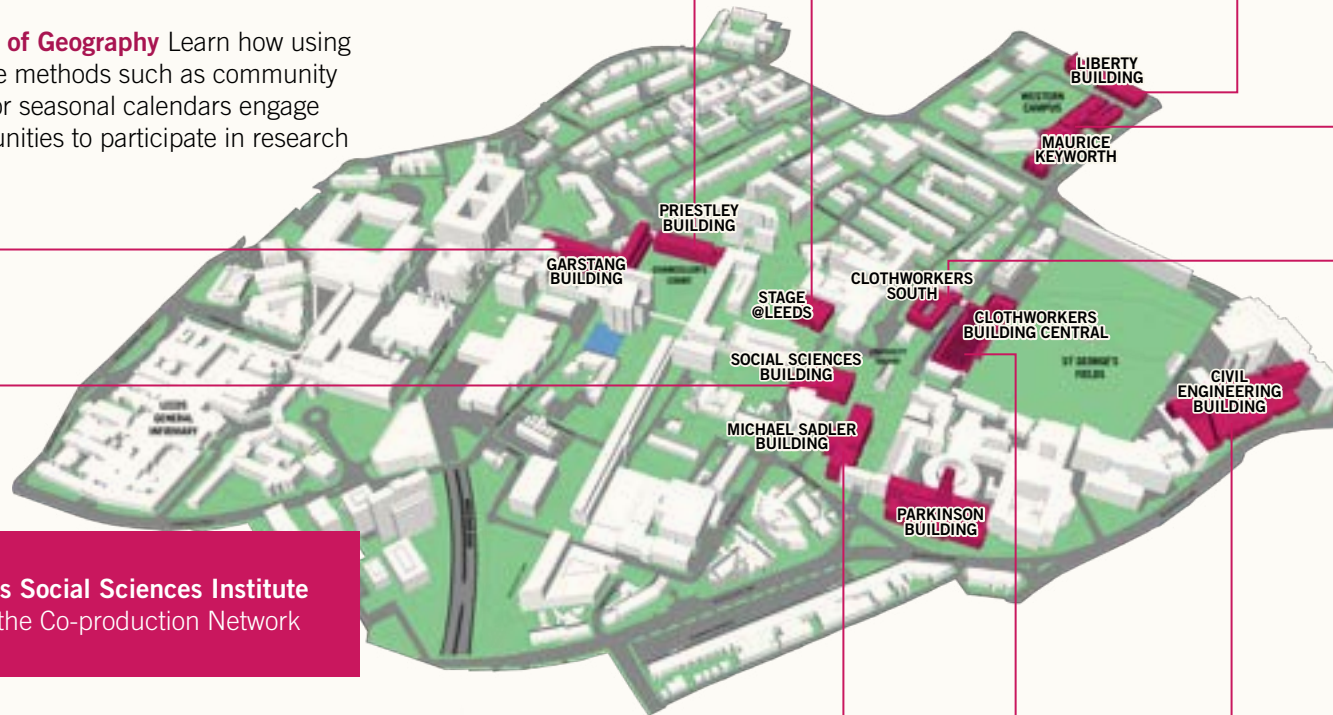 of Geography Learn how using
e methods such as community
or seasonal calendars engage
unities to participate in research
LIBERTY
BUILDING
WESTERN
CAMPUS
MAURICE
KEYWORTH
PRIESTLEY
BUILDING
GARSTANG
BUILDING
CHANCELLOR'S
COURT
STAGE
@LEEDS
CLOTHWORKERS
SOUTH
CLOTHWORKERS
BUILDING CENTRAL
ST GEORGE'S
FIELDS
SOCIAL SCIENCES
BUILDING
CIVIL
ENGINEERING
BUILDING
LEEDS
GENERAL
INFIRMARY
MICHAEL SADLER
BUILDING
PARKINSON
BUILDING
s Social Sciences Institute
the Co-production Network